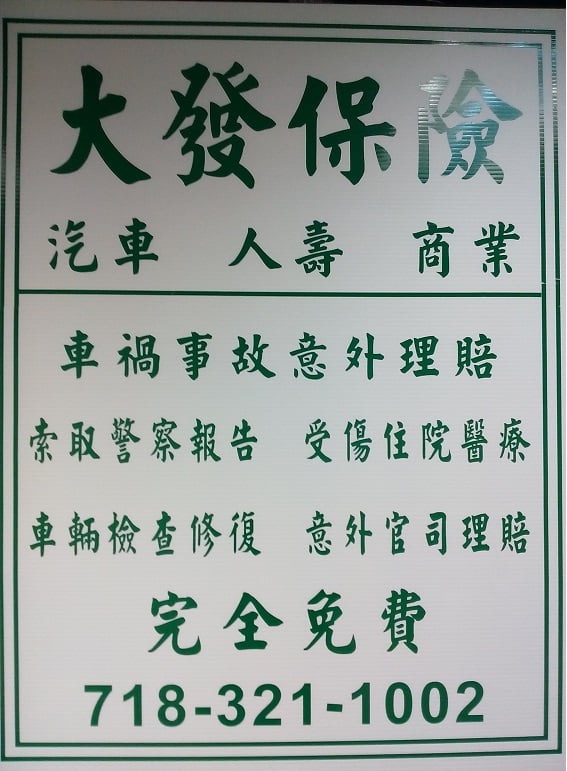 大發保險
汽車 人壽 商業
車禍事故意外理賠
索取警察報告 受傷住院醫療
車輛檢查修復 意外官司理賠
完全免費
718-321-1002